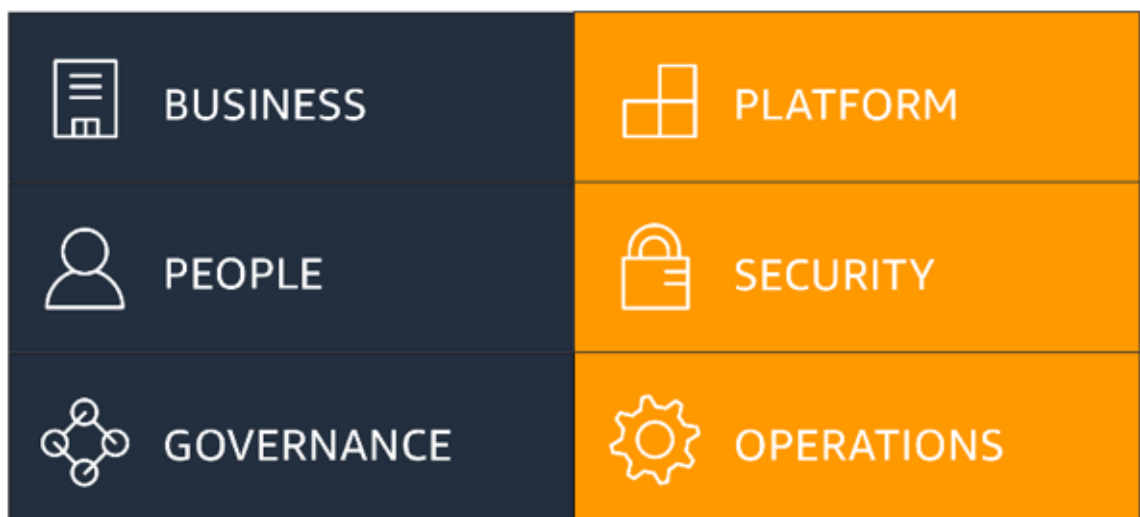 BUSINESS
PLATFORM
PEOPLE
SECURITY
GOVERNANCE
OPERATIONS